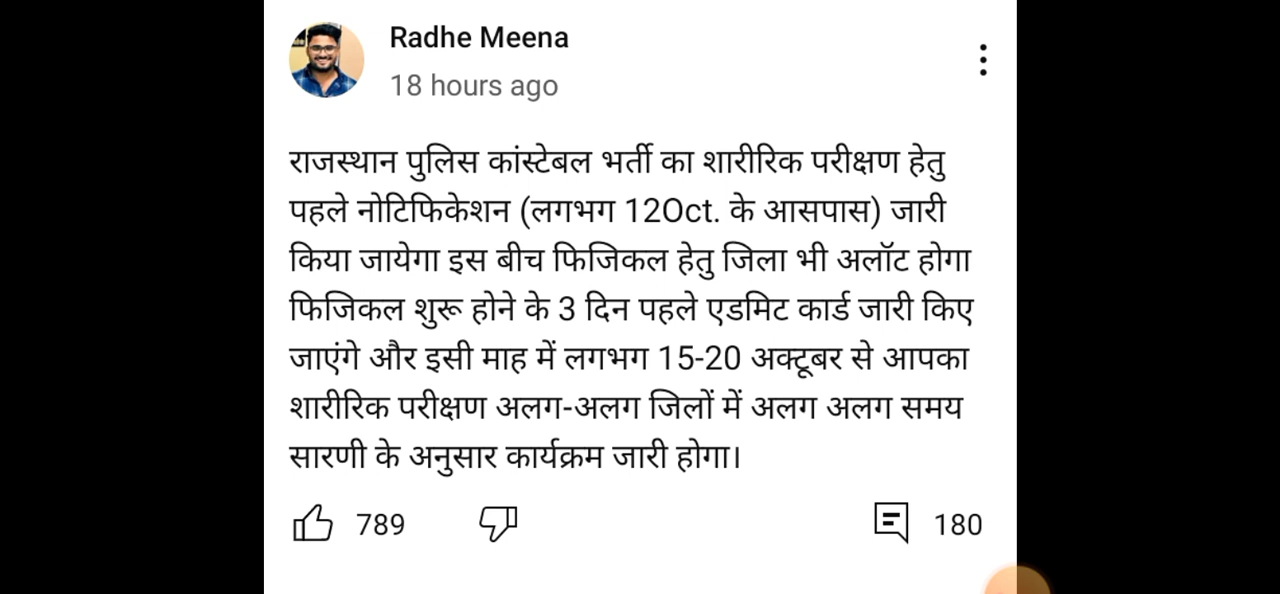 Radhe Meena
18 hours ago
राजस्थान पुलिस कांस्टेबल भर्ती का शारीरिक परीक्षण हेतु
पहले नोटिफिकेशन (लगभग 12Oct. के आसपास) जारी
किया जायेगा इस बीच फिजिकल हेतु जिला भी अलॉट होगा
फिजिकल शुरू होने के 3 दिन पहले एडमिट कार्ड जारी किए
जाएंगे और इसी माह में लगभग 15-20 अक्टूबर से आपका
शारीरिक परीक्षण अलग-अलग जिलों में अलग अलग समय
सारणी के अनुसार कार्यक्रम जारी होगा।
789 180